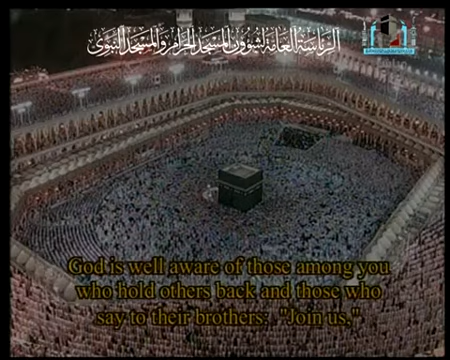 الرئاسة العامة لشؤون المسجد الحرام والمسجد النبوي
God is well aware of those among you
who hold others back and those who
say to their brothers: "Join us,"